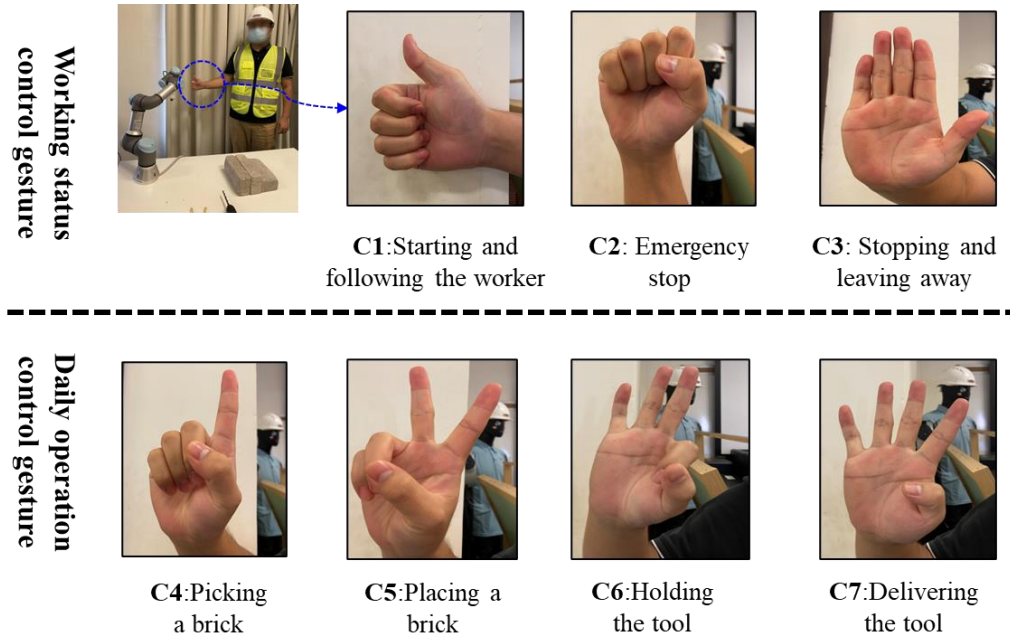 Working status
control gesture
C1:Starting and
following the worker
C2: Emergency
stop
C3: Stopping and
leaving away
Daily operation
control gesture
C4:Picking
a brick
C5:Placing a
brick
C6:Holding
the tool
C7:Delivering
the tool